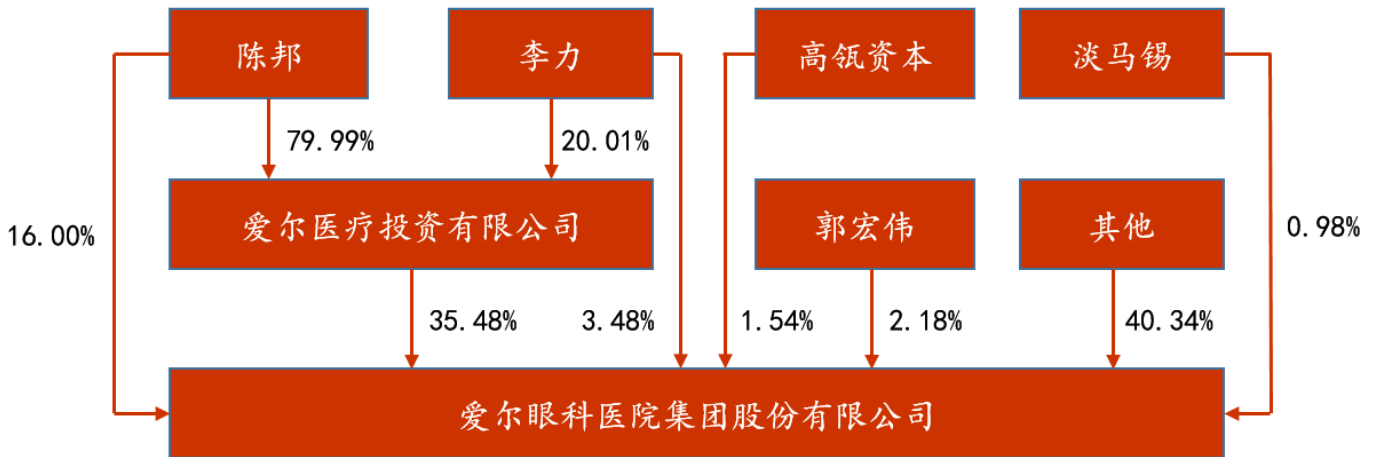 陈邦
李力
高瓴资本
淡马锡
79.99%
20.01%
爱尔医疗投资有限公司
郭宏伟
其他
16.00%
0.98%
35.48%
3.48%
1.54%
2.18%
40.34%
爱尔眼科医院集团股份有限公司